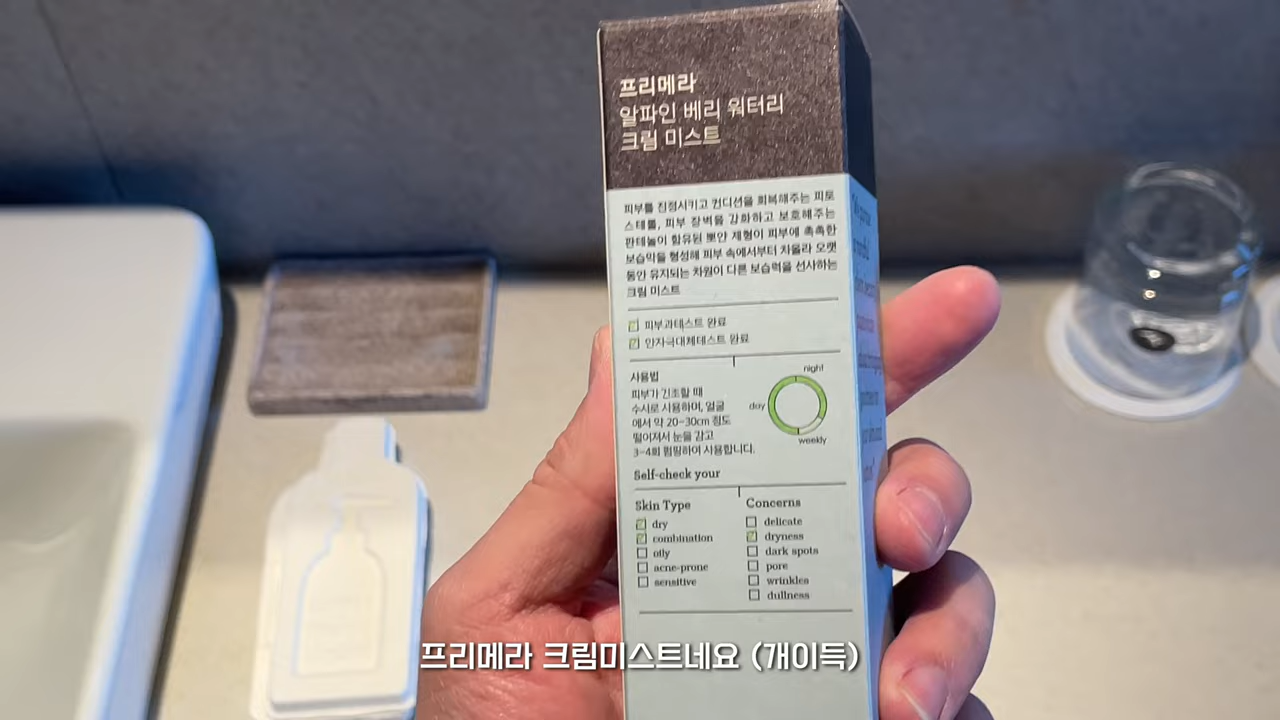 프리메라
알파인 베리 워터리
크림 미스트
피부를 진정시키고 컨디션을 회복해주는 피토
스테롤, 피부 장벽을 강화하고 보호해주는
판테놀이 함유된 뽀얀 제형이 피부에 촉촉한
보습막을 형성해 피부 속에서부터 차올라 오랫
동안 유지되는 차원이 다른 보습력을 선사하는
크림 미스트
피부과테스트 완료
안자극대체테스트 완료
사용법
피부가 건조할 때
수시로 사용하며, 얼굴
에서 약 20-30cm 정도
떨어져서 눈을 감고
3-4회 펌핑하여 사용합니다.
night
day
weekly
Self-check your
Skin Type
dry
combination
oily
acne-prone
sensitive
Concerns
delicate
dryness
dark spots
pore
wrinkles
dullness
프리메라 크림미스트네요 (개이득)